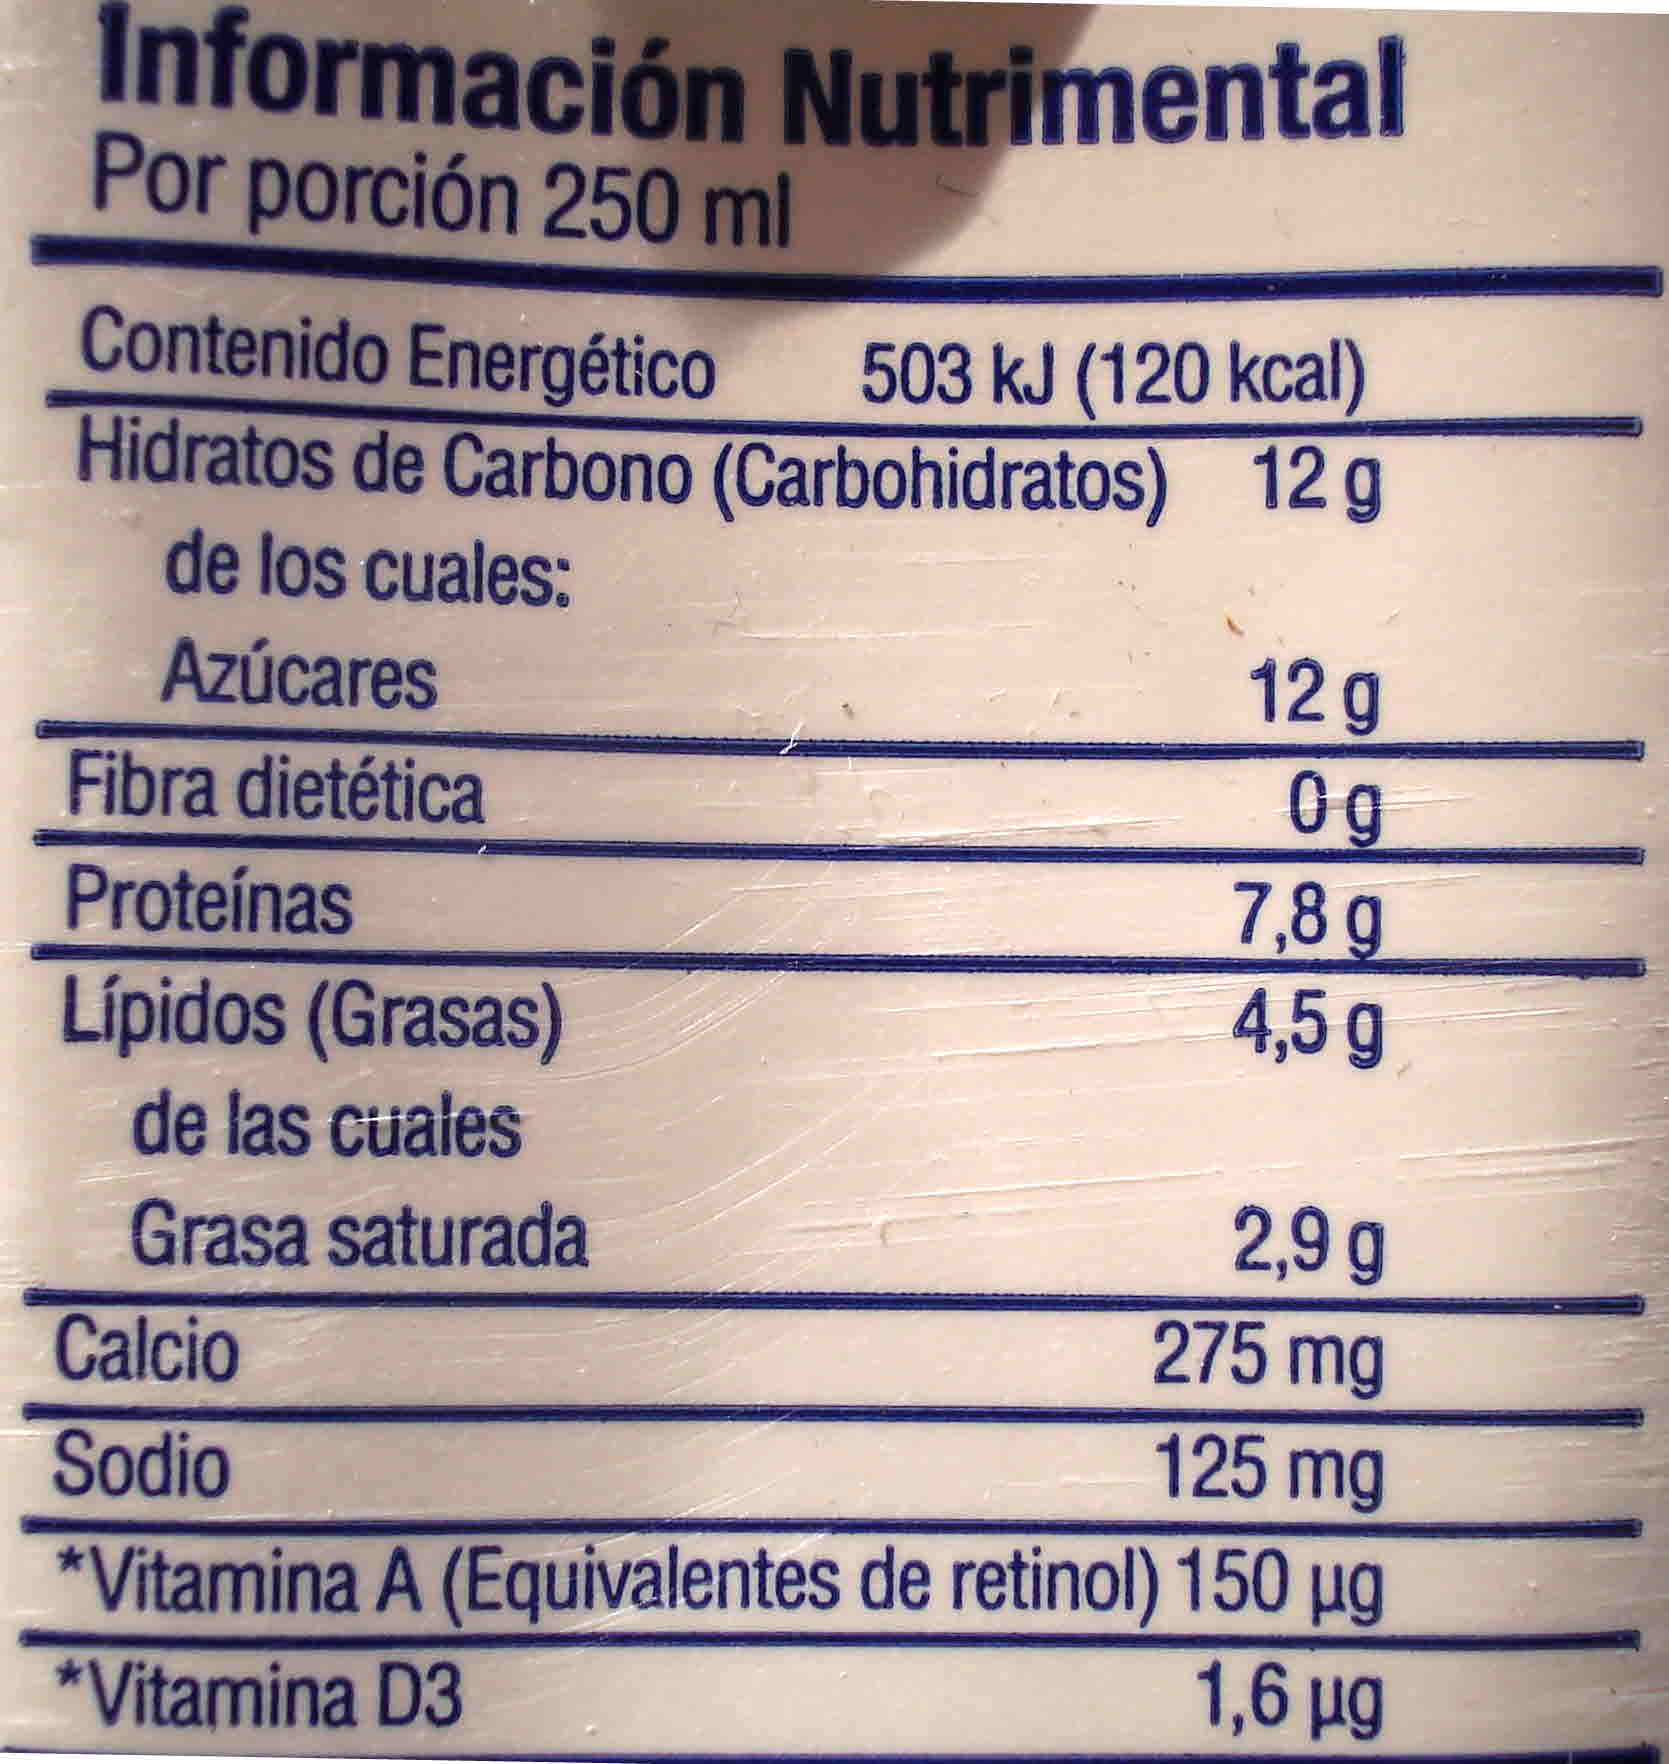 Información Nutrimental
Por porción 250 ml
Contenido Energético 503 kJ (120 kcal)
Hidratos de Carbono (Carbohidratos) 12 g
de los cuales:
Azúcares 12 g
Fibra dietética 0 g
Proteínas 7,8 g
Lípidos (Grasas) 4,5 g
de las cuales
Grasa saturada 2,9 g
Calcio 275 mg
Sodio 125 mg
*Vitamina A (Equivalentes de retinol) 150 µg
*Vitamina D3 1,6 µg